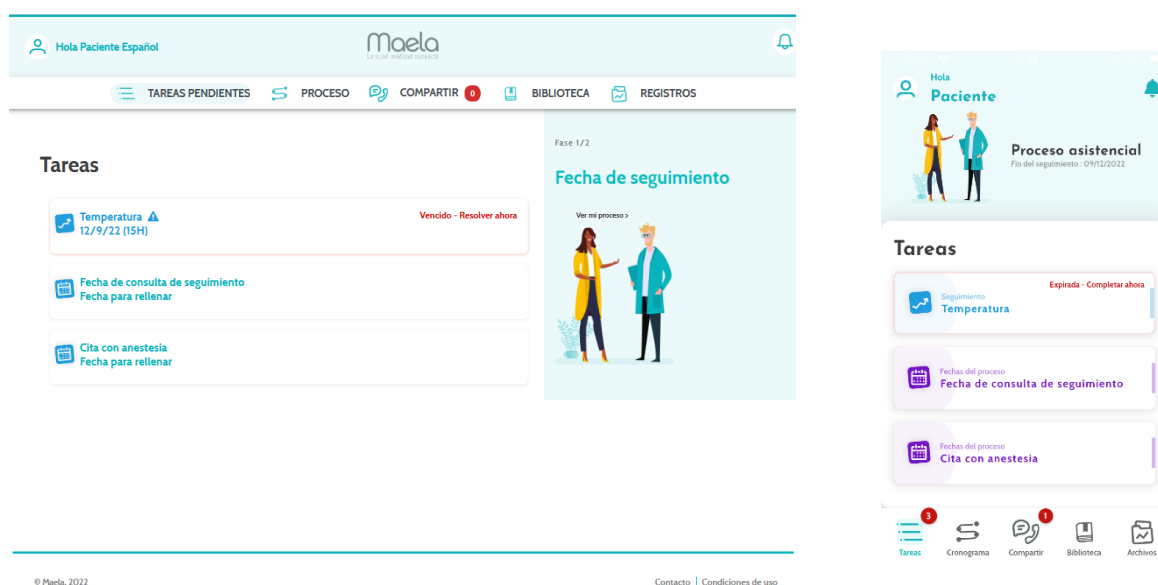 Hola Paciente Español
Maela
Le suivi médical connecté
TAREAS PENDIENTES
PROCESO
COMPARTIR 0
BIBLIOTECA
REGISTROS
Tareas
Temperatura
12/9/22 (15H)
Vencido - Resolver ahora
Fecha de consulta de seguimiento
Fecha para rellenar
Cita con anestesia
Fecha para rellenar
Fase 1/2
Fecha de seguimiento
Ver mi proceso >
© Maela, 2022
Contacto | Condiciones de uso
Hola
Paciente
Proceso asistencial
Fin del seguimiento : 09/12/2022
Tareas
Expirada - Completar ahora
Seguimiento
Temperatura
Fechas del proceso
Fecha de consulta de seguimiento
Fechas del proceso
Cita con anestesia
3
1
Tareas
Cronograma
Compartir
Biblioteca
Archivos